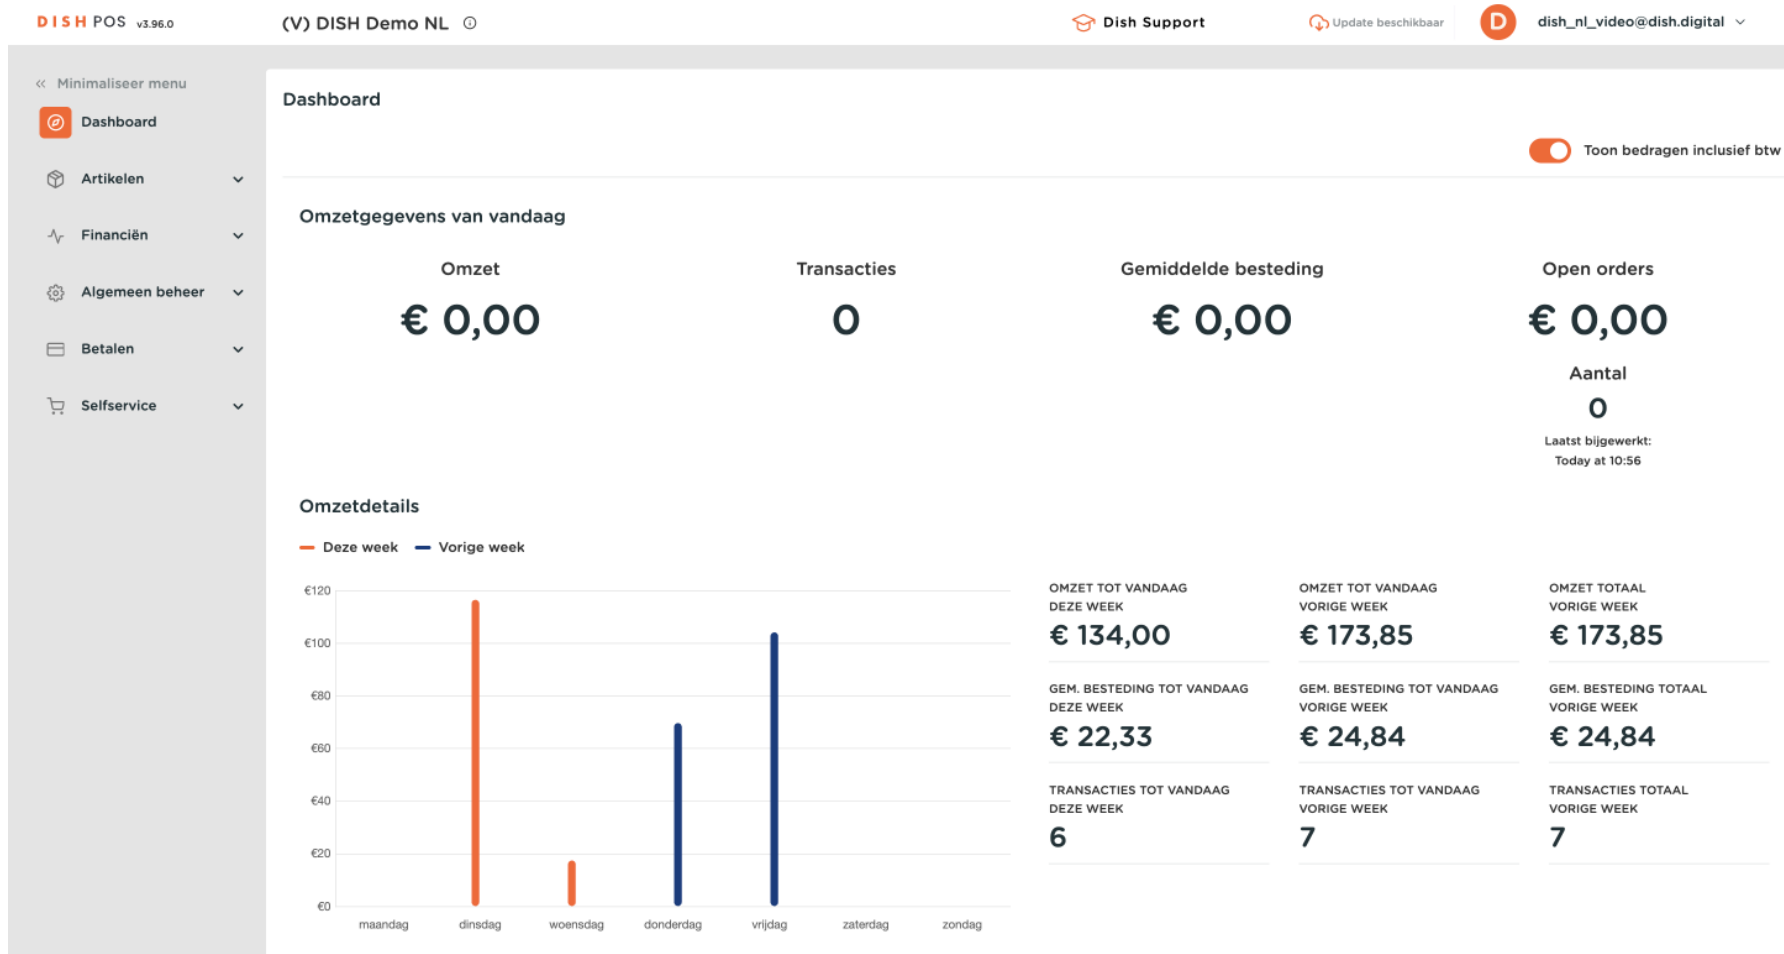 DISH POS v3.96.0
(V) DISH Demo NL
Dish Support
Update beschikbaar
D
dish_nl_video@dish.digital
Minimaliseer menu
Dashboard
Artikelen
Financiën
Algemeen beheer
Betalen
Selfservice
Dashboard
Toon bedragen inclusief btw
Omzetgegevens van vandaag
Omzet
€ 0,00
Transacties
0
Gemiddelde besteding
€ 0,00
Open orders
€ 0,00
Aantal
0
Laatst bijgewerkt:
Today at 10:56
Omzetdetails
Deze week
Vorige week
€120
€100
€80
€60
€40
€20
€0
maandag
dinsdag
woensdag
donderdag
vrijdag
zaterdag
zondag
OMZET TOT VANDAAG
DEZE WEEK
€ 134,00
OMZET TOT VANDAAG
VORIGE WEEK
€ 173,85
OMZET TOTAAL
VORIGE WEEK
€ 173,85
GEM. BESTEDING TOT VANDAAG
DEZE WEEK
€ 22,33
GEM. BESTEDING TOT VANDAAG
VORIGE WEEK
€ 24,84
GEM. BESTEDING TOTAAL
VORIGE WEEK
€ 24,84
TRANSACTIES TOT VANDAAG
DEZE WEEK
6
TRANSACTIES TOT VANDAAG
VORIGE WEEK
7
TRANSACTIES TOTAAL
VORIGE WEEK
7